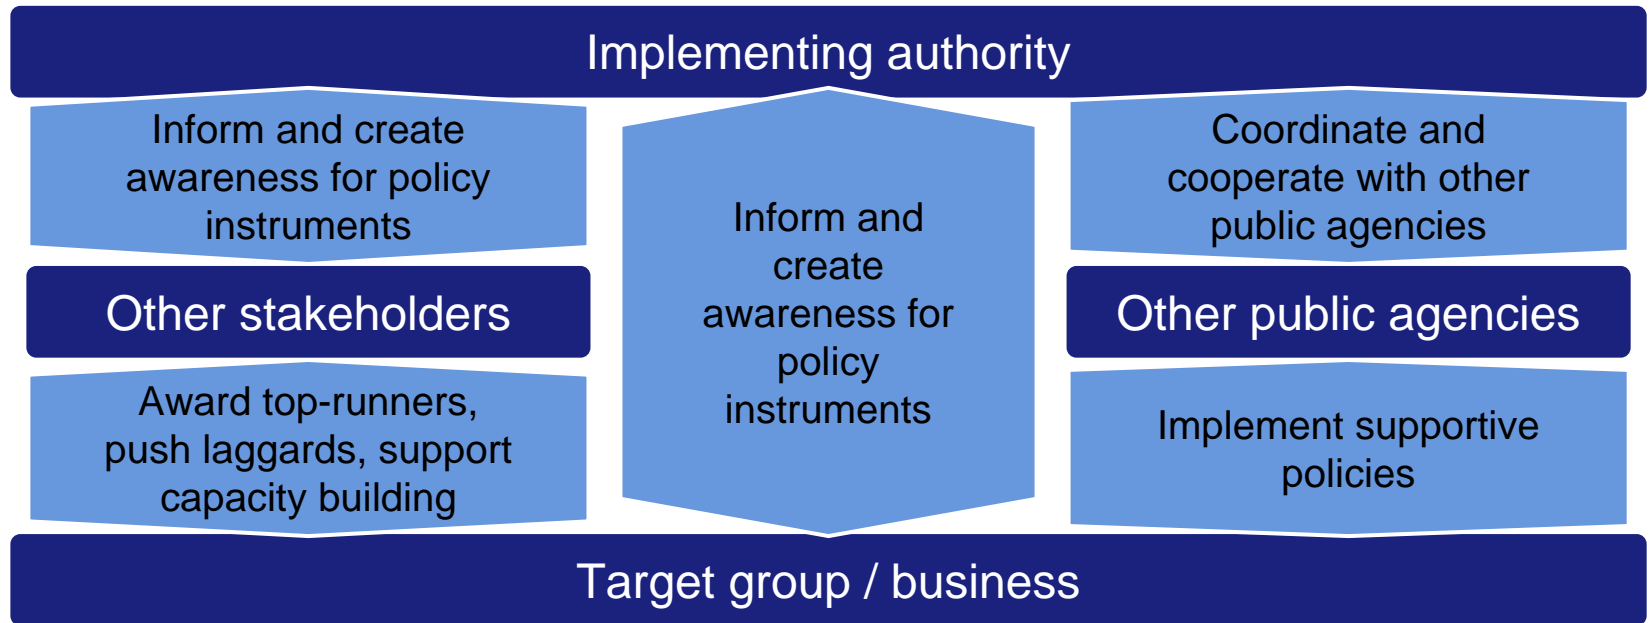 Implementing authority
Inform and create
awareness for policy
instruments
Inform and
create
awareness for
policy
instruments
Coordinate and
cooperate with other
public agencies
Other stakeholders
Other public agencies
Award top-runners,
push laggards, support
capacity building
Implement supportive
policies
Target group / business